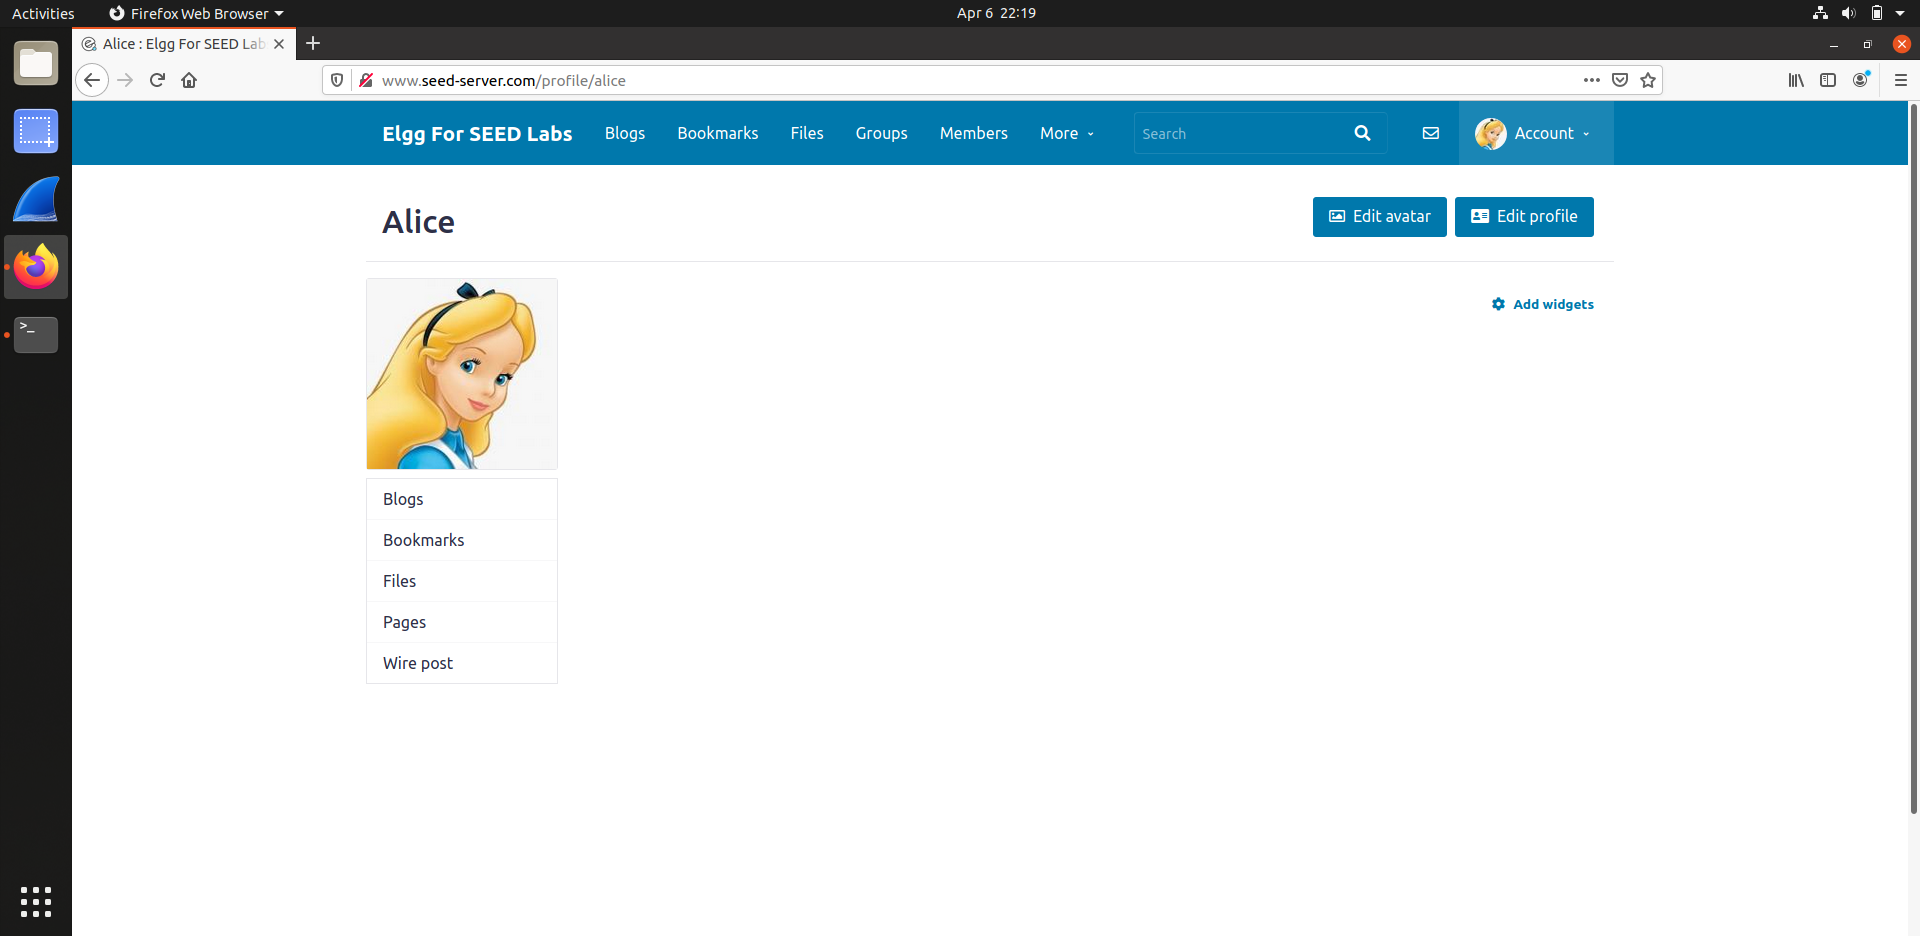 Activities
Firefox Web Browser
Apr 6 22:19
Alice : Elgg For SEED Lab
www.seed-server.com/profile/alice
Elgg For SEED Labs
Blogs
Bookmarks
Files
Groups
Members
More
Search
Account
Alice
Edit avatar
Edit profile
Add widgets
Blogs
Bookmarks
Files
Pages
Wire post